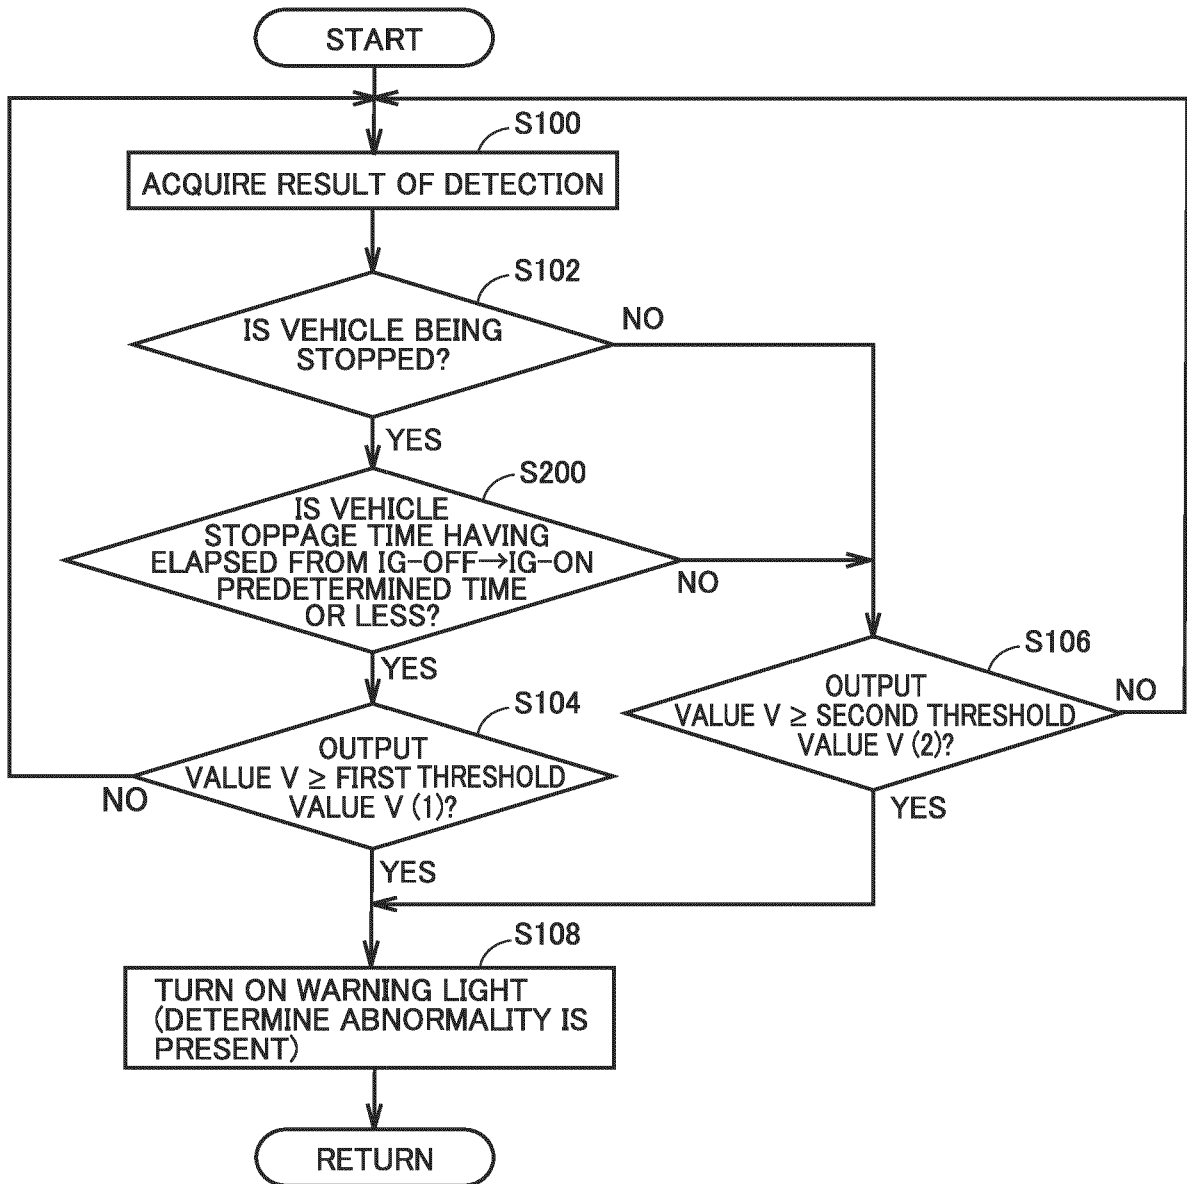 START
S100
ACQUIRE RESULT OF DETECTION
S102
IS VEHICLE BEING
STOPPED?
NO
YES
S200
IS VEHICLE
STOPPAGE TIME HAVING
ELAPSED FROM IG-OFF→IG-ON
PREDETERMINED TIME
OR LESS?
NO
YES
S106
OUTPUT
VALUE V ≥ SECOND THRESHOLD
VALUE V (2)?
NO
YES
S104
OUTPUT
VALUE V ≥ FIRST THRESHOLD
VALUE V (1)?
NO
YES
S108
TURN ON WARNING LIGHT
(DETERMINE ABNORMALITY IS
PRESENT)
RETURN